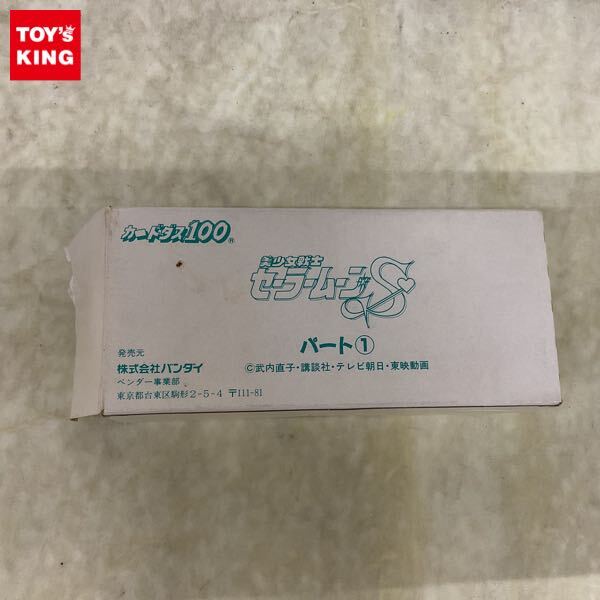 TOY's
KING
カードダス100®
美少女戦士
セーラームーンS
パート①
発売元
株式会社バンダイ
ベンダー事業部
東京都台東区駒形2-5-4 〒111-81
©武内直子・講談社・テレビ朝日・東映動画